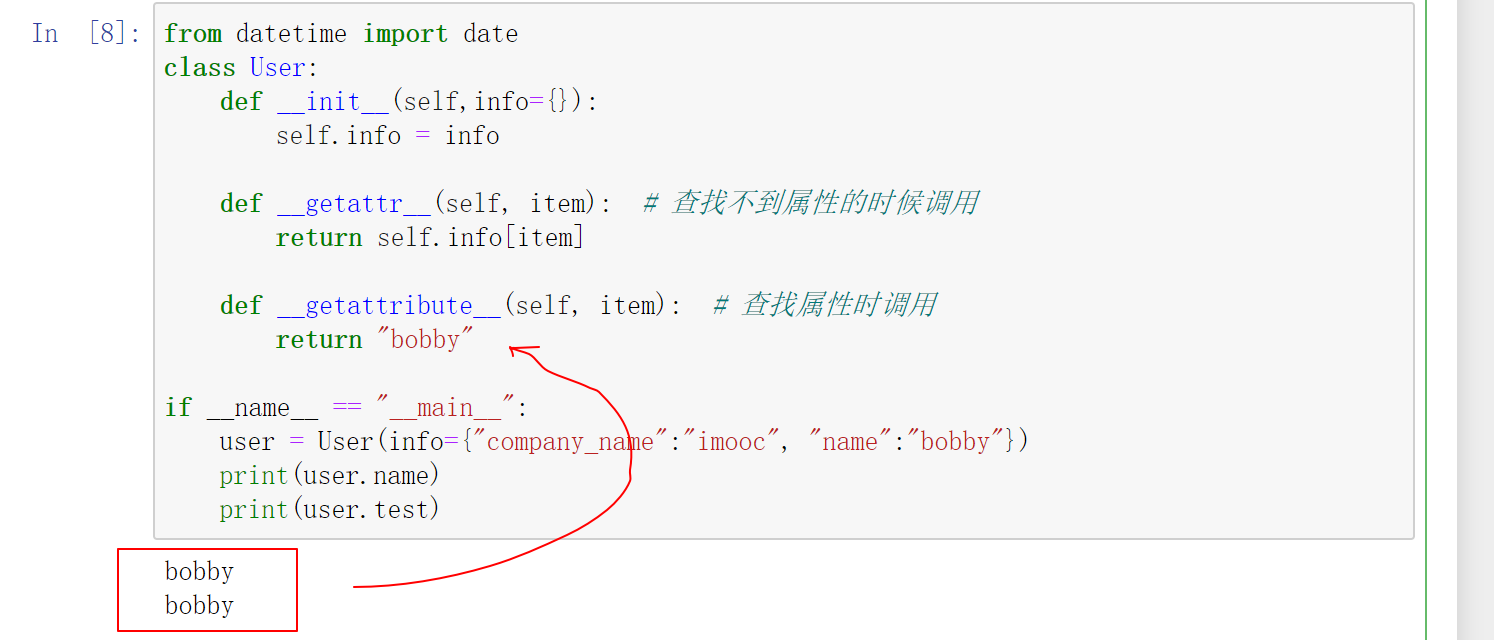 In [8]: from datetime import date
class User:
    def __init__(self,info={}):
        self.info = info
    def __getattr__(self, item):  # 查找不到属性的时候调用
        return self.info[item]
    def __getattribute__(self, item):  # 查找属性时调用
        return "bobby"
if __name__ == "__main__":
    user = User(info={"company_name":"imooc", "name":"bobby"})
    print(user.name)
    print(user.test)
bobby
bobby